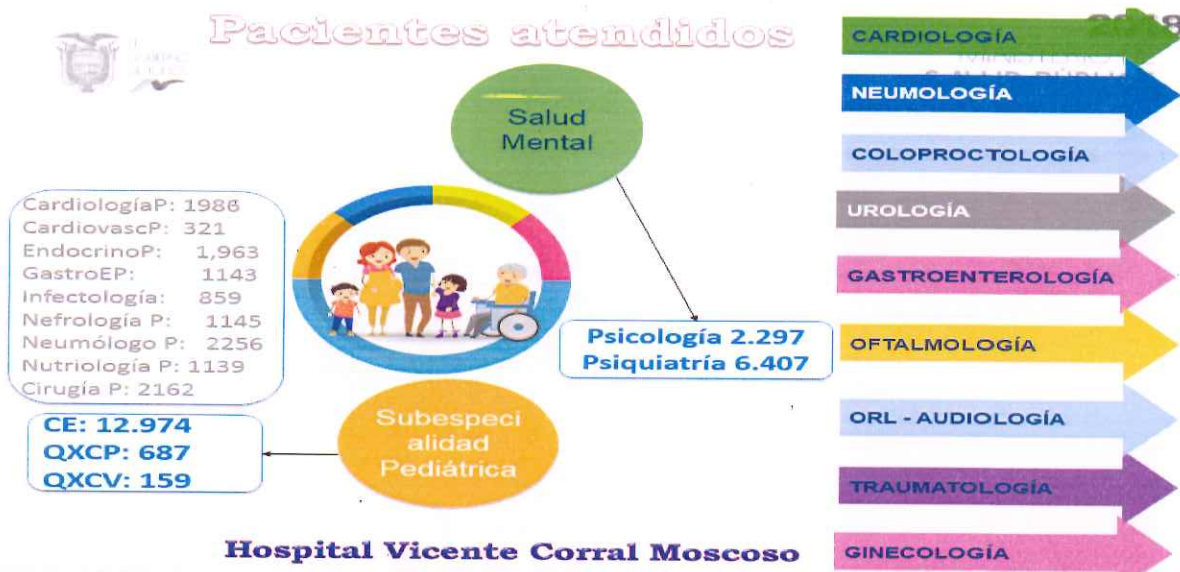 Pacientes atendidos
2018
Salud
Mental
CardiologíaP: 1986
CardiovascP: 321
EndocrinoP: 1,963
GastroEP: 1143
Infectología: 859
Nefrología P: 1145
Neumólogo P: 2256
Nutriología P: 1139
Cirugía P: 2162
Psicología 2.297
Psiquiatría 6.407
CE: 12.974
QXCP: 687
QXCV: 159
Subespeci
alidad
Pediátrica
Hospital Vicente Corral Moscoso
CARDIOLOGÍA
NEUMOLOGÍA
COLOPROCTOLOGÍA
UROLOGÍA
GASTROENTEROLOGÍA
OFTALMOLOGÍA
ORL - AUDIOLOGÍA
TRAUMATOLOGÍA
GINECOLOGÍA